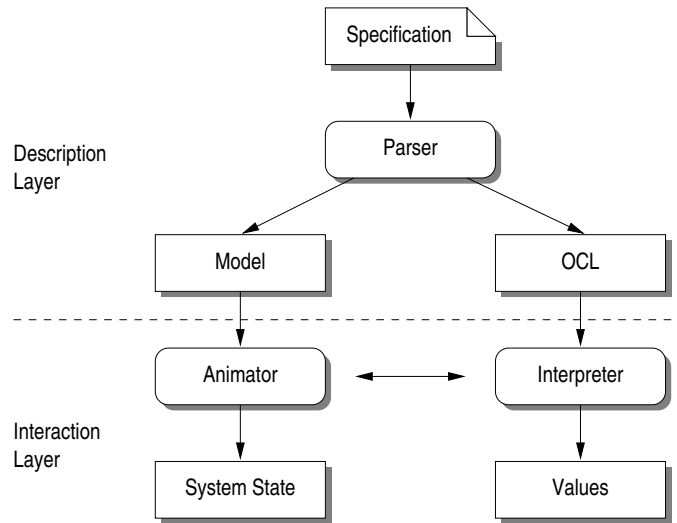 Specification
Parser
Description
Layer
Model
OCL
Animator
Interpreter
Interaction
Layer
System State
Values